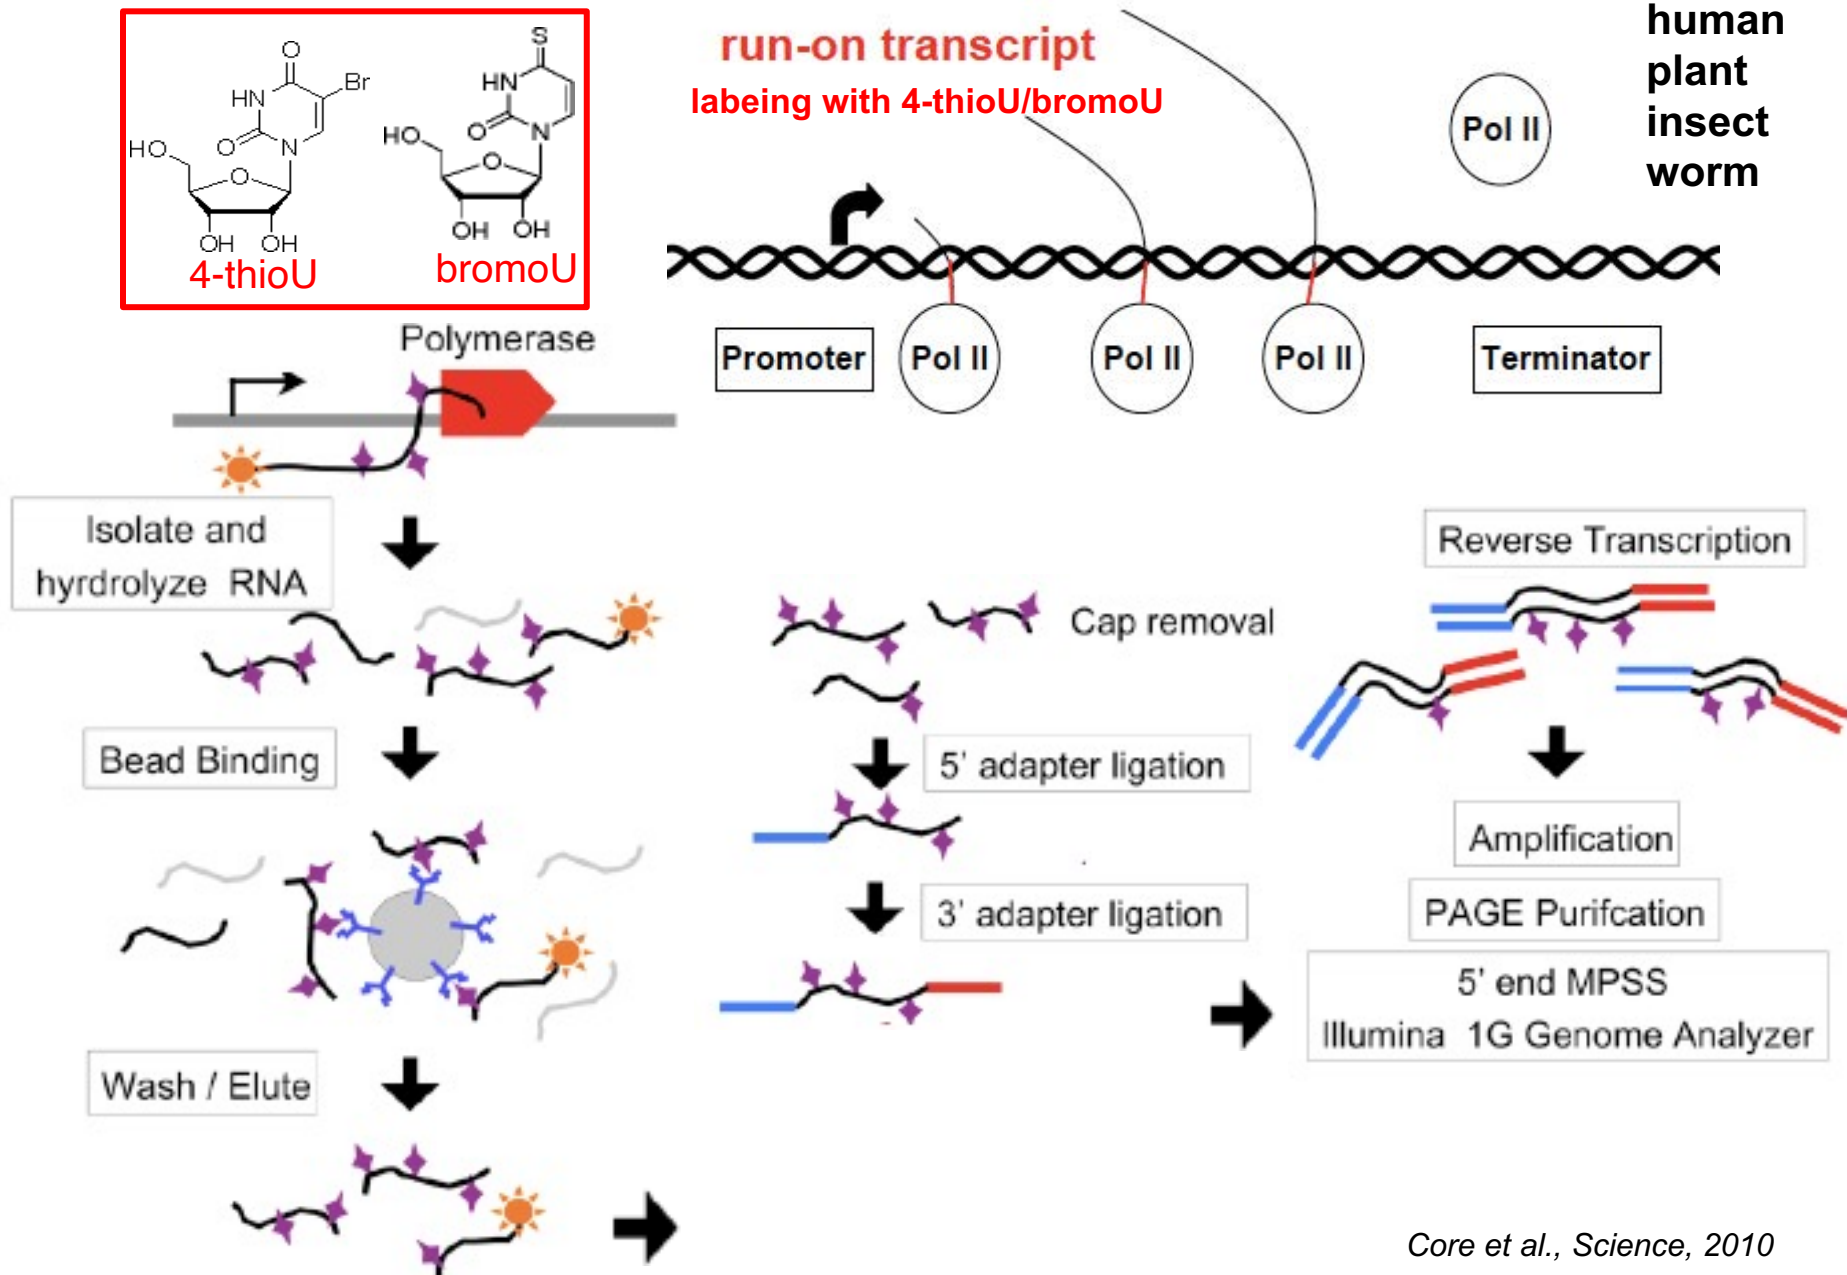 O
Br
HN
O
N
HO
O
OH
OH
4-thioU
S
HN
O
N
HO
O
OH
OH
bromoU
run-on transcript
labeing with 4-thioU/bromoU
Pol II
human
plant
insect
worm
Promoter
Pol II
Pol II
Pol II
Terminator
Polymerase
Isolate and
hyrdrolyze RNA
Bead Binding
Wash / Elute
Cap removal
5' adapter ligation
3' adapter ligation
Reverse Transcription
Amplification
PAGE Purifcation
5' end MPSS
Illumina 1G Genome Analyzer
Core et al., Science, 2010